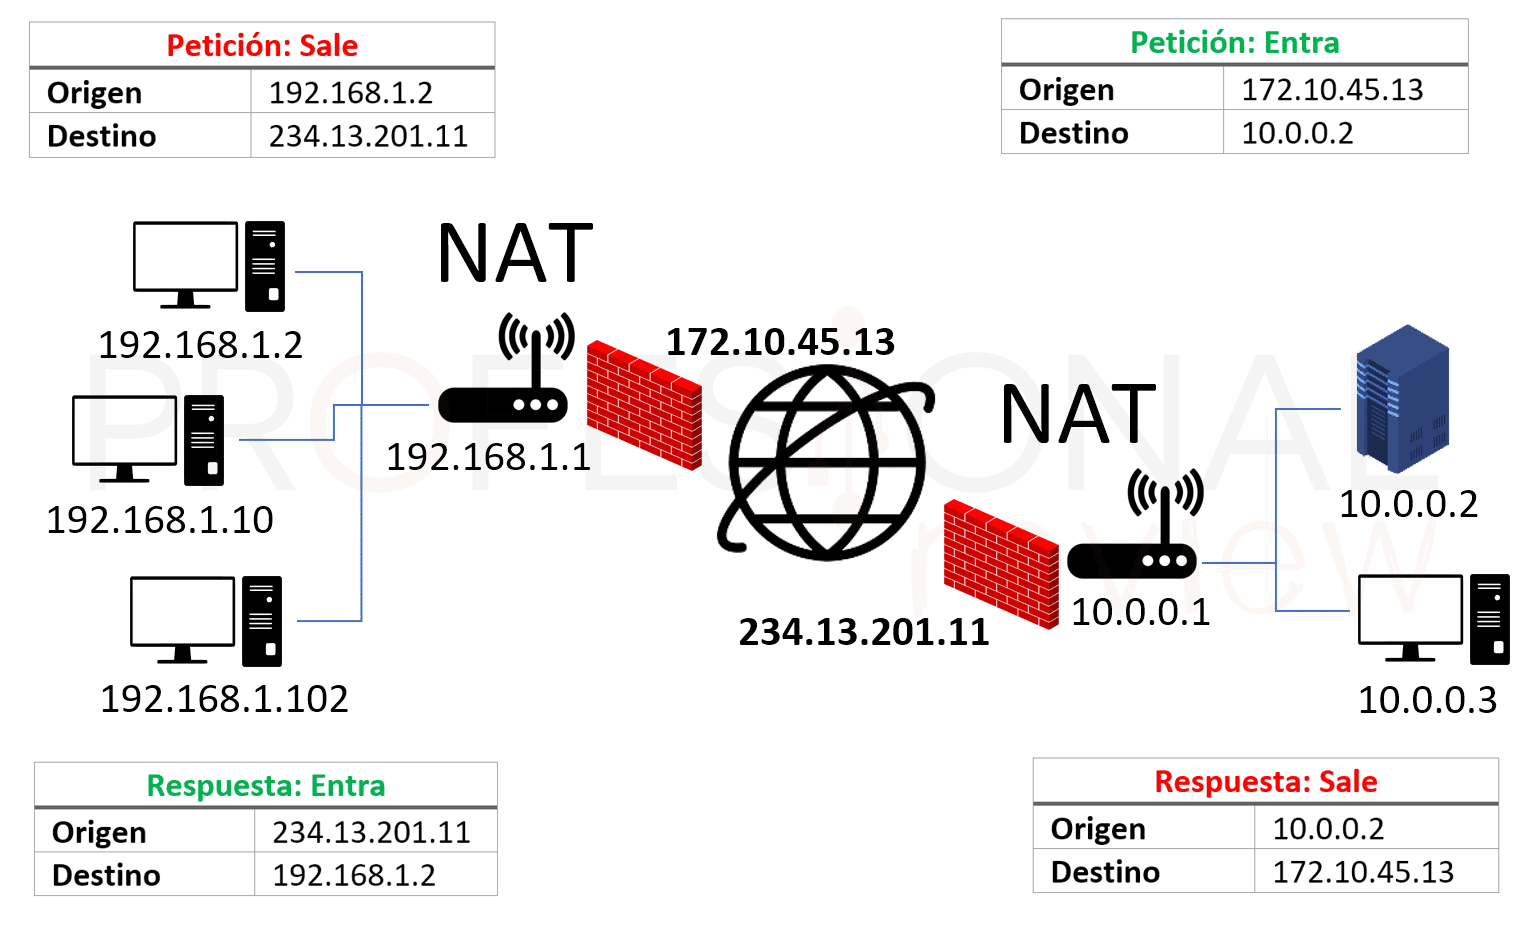 Petición: Sale
Origen 192.168.1.2
Destino 234.13.201.11
Petición: Entra
Origen 172.10.45.13
Destino 10.0.0.2
NAT
192.168.1.2
172.10.45.13
192.168.1.1
NAT
192.168.1.10
10.0.0.2
PROFESIONAL
review
10.0.0.1
234.13.201.11
192.168.1.102
10.0.0.3
Respuesta: Entra
Origen 234.13.201.11
Destino 192.168.1.2
Respuesta: Sale
Origen 10.0.0.2
Destino 172.10.45.13